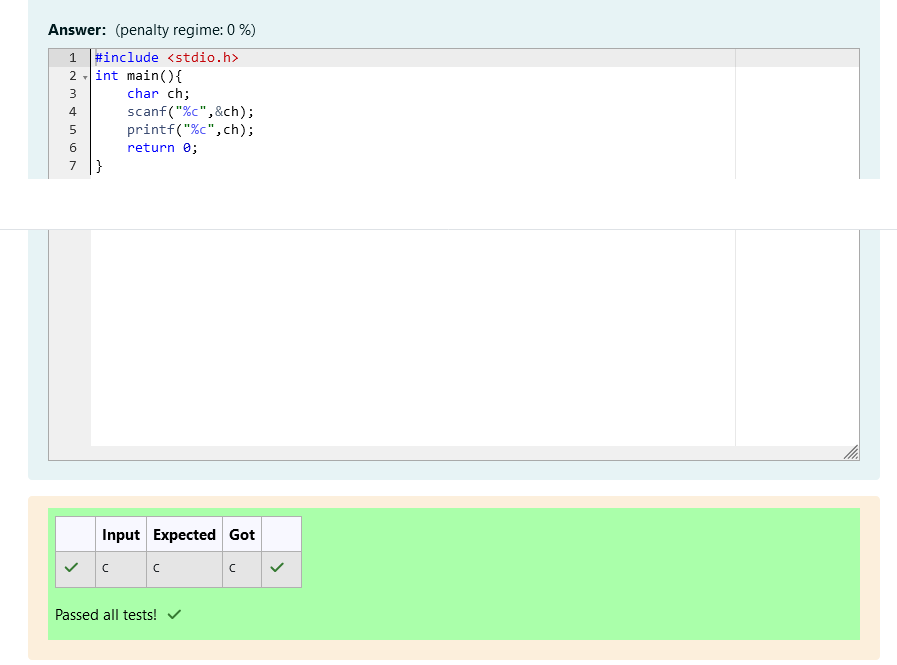 Answer: (penalty regime: 0 %)
1 #include <stdio.h>
2 int main(){
3     char ch;
4     scanf("%c",&ch);
5     printf("%c",ch);
6     return 0;
7 }
Input Expected Got
✓ C C C ✓
Passed all tests! ✓